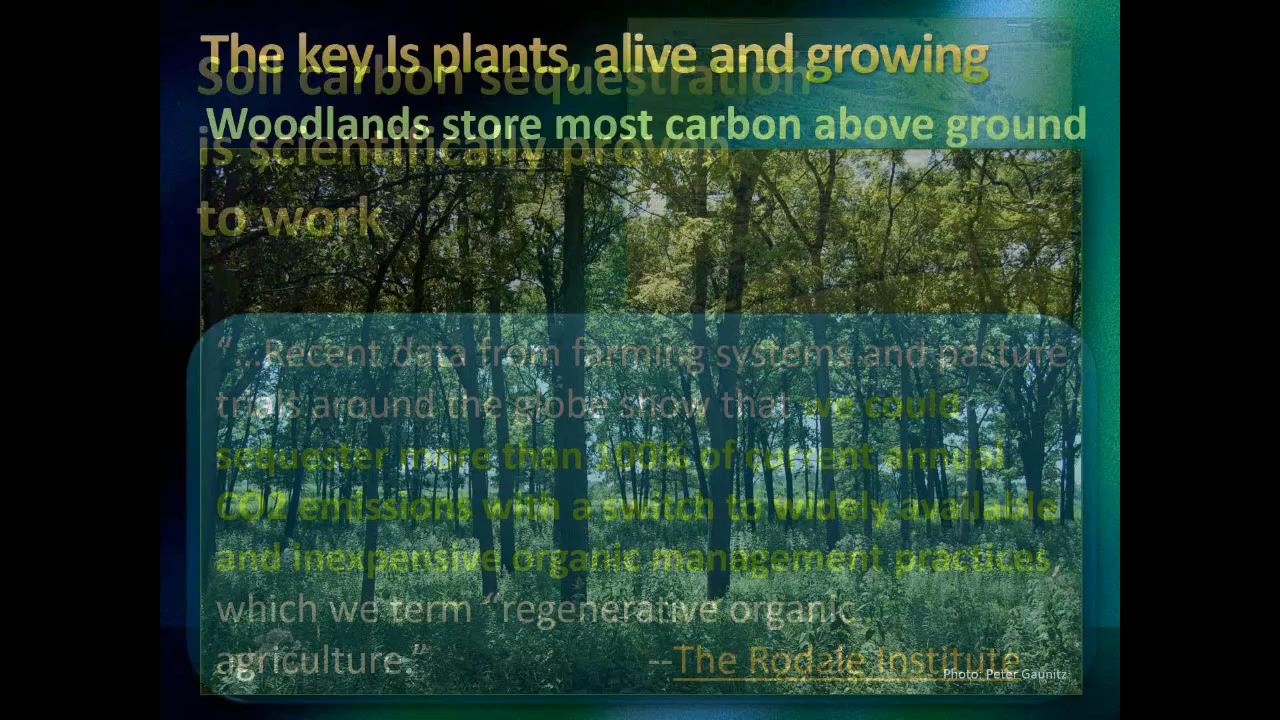 The key Is plants, alive and growing
Soil carbon sequestration
Woodlands store most carbon above ground
is scientifically proven
to work
“…Recent data from farming systems and pasture
trials around the globe show that we could
sequester more than 100% of current annual
CO2 emissions with a switch to widely available
and inexpensive organic management practices,
which we term “regenerative organic
agriculture.” --The Rodale Institute
Photo: Peter Gaunitz